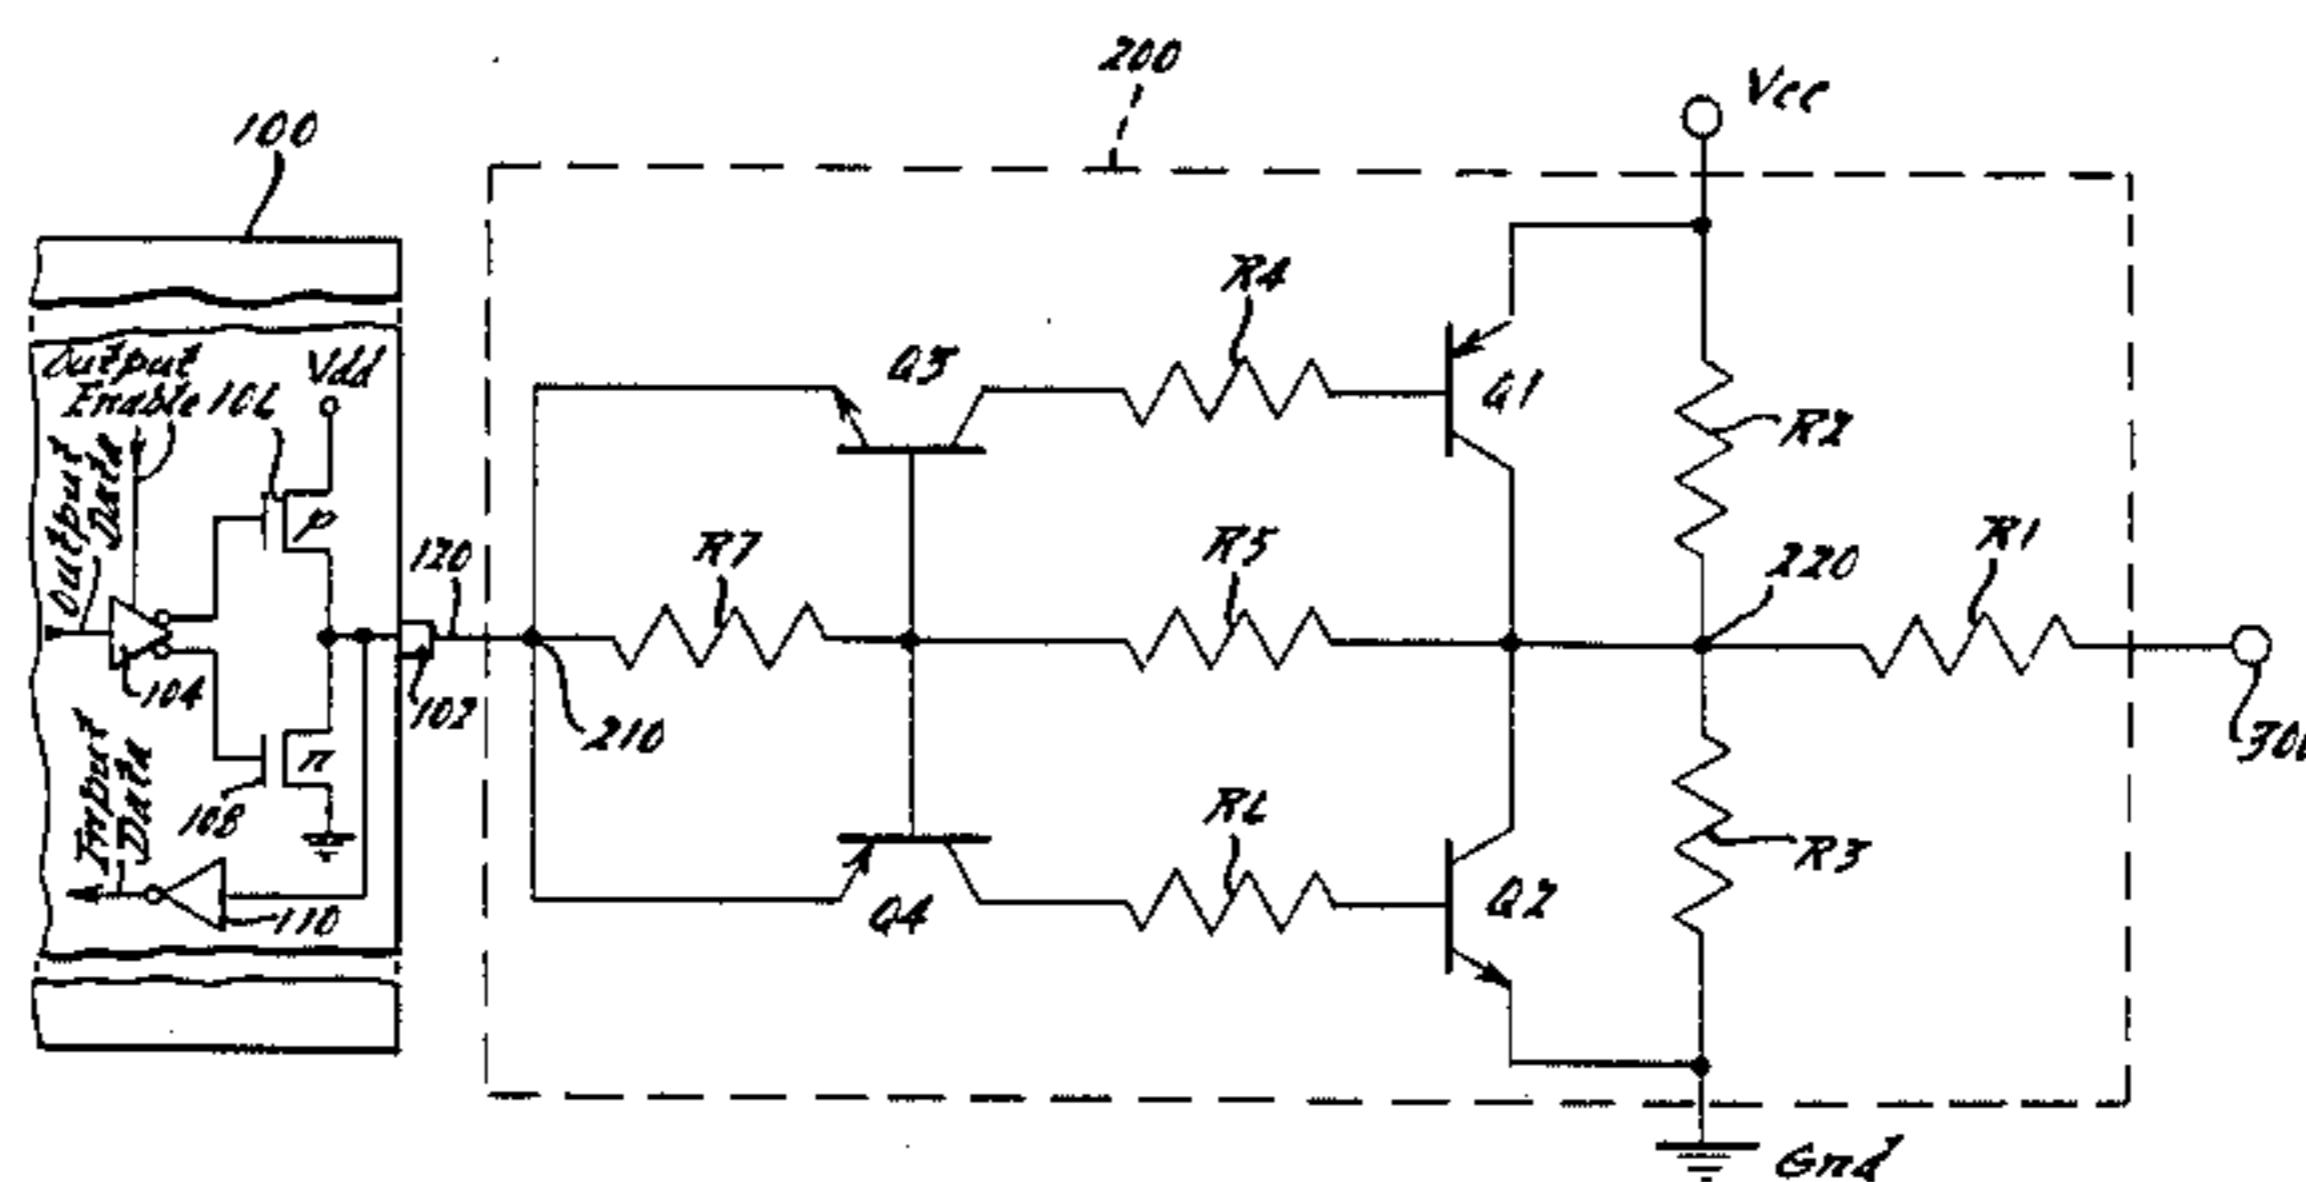 200
Vcc
100
R4
Output
Enable
106
Vdd
Q3
Q1
R2
Output
Data
P
R7
R5
220
R1
120
104
102
210
300
Input
Data
n
108
R6
R3
110
Q4
Q2
Gnd